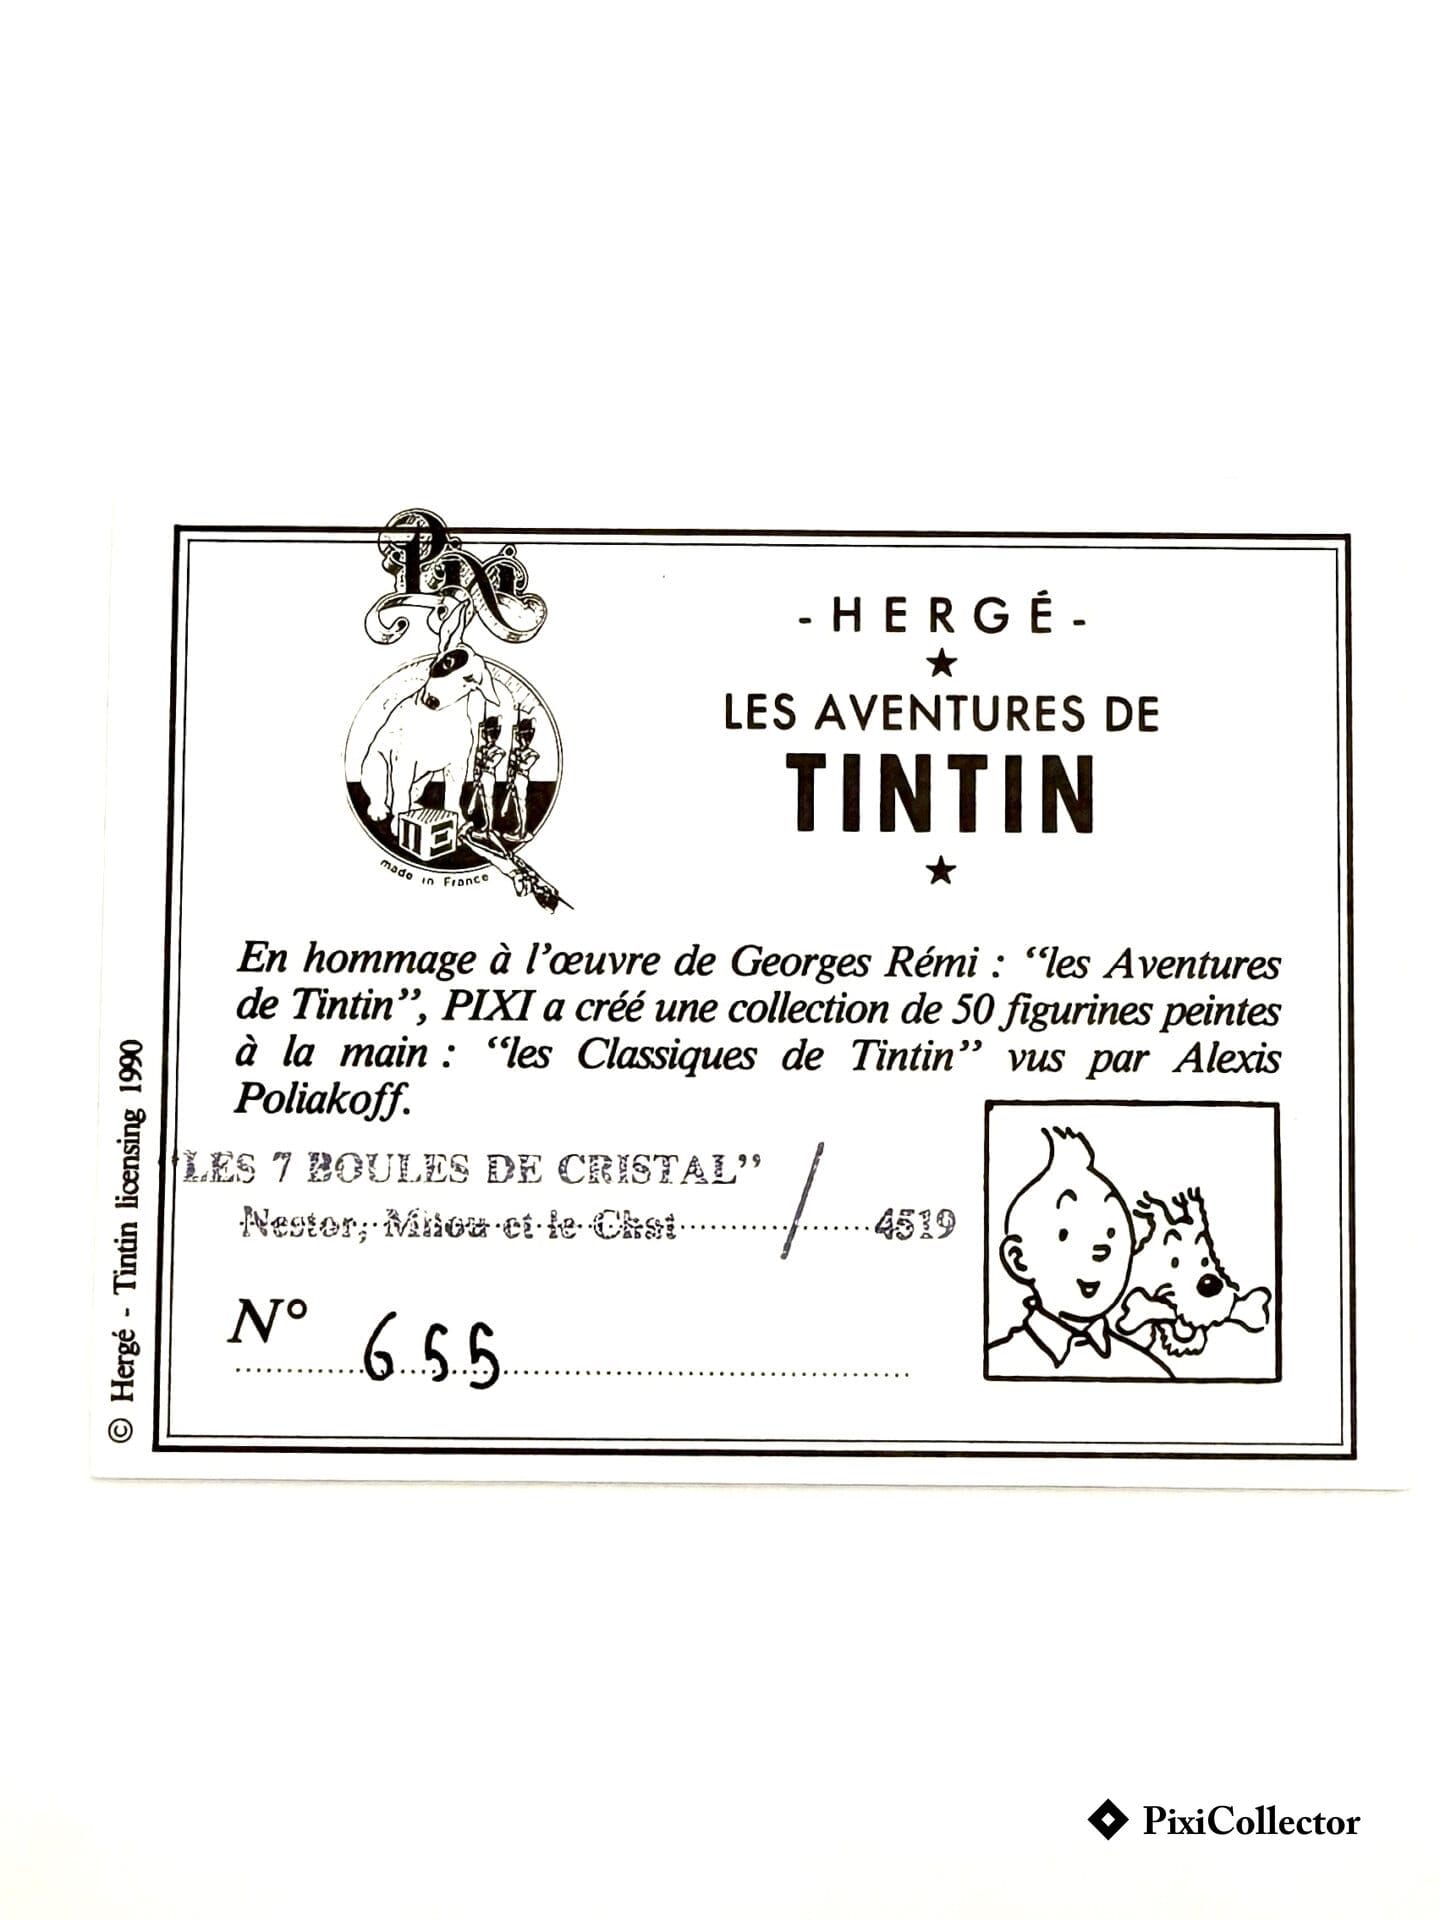 Pixi
made in France
- HERGÉ -
LES AVENTURES DE
TINTIN
En hommage à l'œuvre de Georges Rémi : “les Aventures
de Tintin”, PIXI a créé une collection de 50 figurines peintes
à la main : “les Classiques de Tintin” vus par Alexis
Poliakoff.
“LES 7 BOULES DE CRISTAL”
Nestor, Milou et le Chat / 4519
N° 655
© Hergé - Tintin licensing 1990
PixiCollector